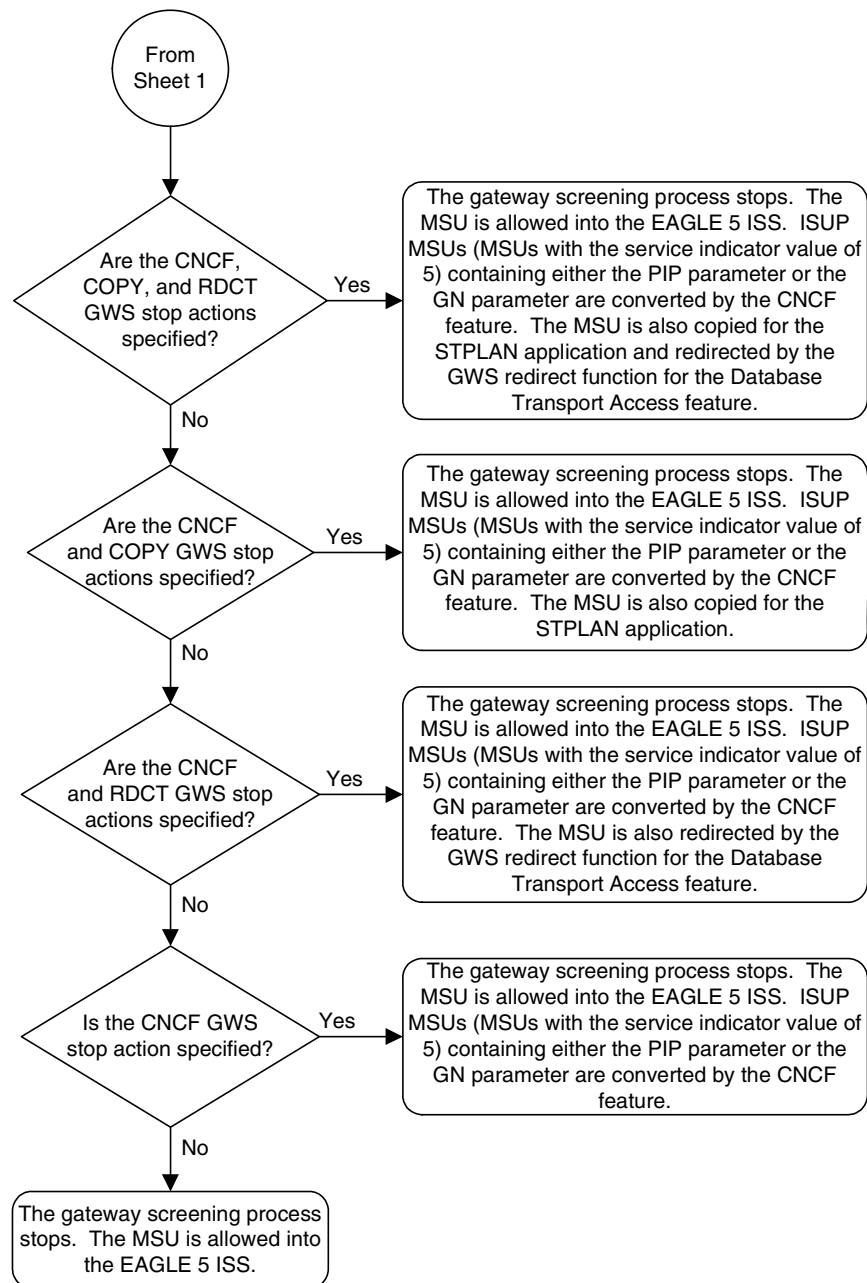 From
Sheet 1
Are the CNCF,
COPY, and RDCT
GWS stop actions
specified?
Yes
The gateway screening process stops.  The
MSU is allowed into the EAGLE 5 ISS.  ISUP
MSUs (MSUs with the service indicator value of
5) containing either the PIP parameter or the
GN parameter are converted by the CNCF
feature.  The MSU is also copied for the
STPLAN application and redirected by the
GWS redirect function for the Database
Transport Access feature.
No
Are the CNCF
and COPY GWS stop
actions specified?
Yes
The gateway screening process stops.  The
MSU is allowed into the EAGLE 5 ISS.  ISUP
MSUs (MSUs with the service indicator value of
5) containing either the PIP parameter or the
GN parameter are converted by the CNCF
feature.  The MSU is also copied for the
STPLAN application.
No
Are the CNCF
and RDCT GWS stop
actions specified?
Yes
The gateway screening process stops.  The
MSU is allowed into the EAGLE 5 ISS.  ISUP
MSUs (MSUs with the service indicator value of
5) containing either the PIP parameter or the
GN parameter are converted by the CNCF
feature.  The MSU is also redirected by the
GWS redirect function for the Database
Transport Access feature.
No
Is the CNCF GWS
stop action specified?
Yes
The gateway screening process stops.  The
MSU is allowed into the EAGLE 5 ISS.  ISUP
MSUs (MSUs with the service indicator value of
5) containing either the PIP parameter or the
GN parameter are converted by the CNCF
feature.
No
The gateway screening process
stops.  The MSU is allowed into
the EAGLE 5 ISS.